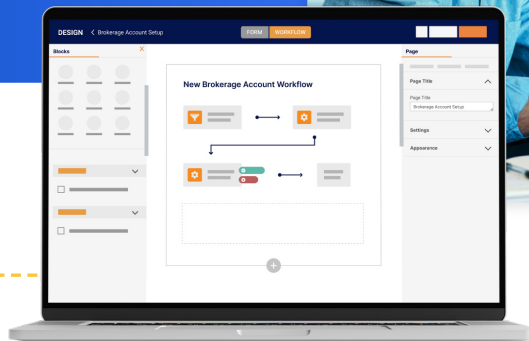 DESIGN < Brokerage Account Setup
FORM WORKFLOW
Blocks X
Page
New Brokerage Account Workflow
Page Title
Page Title
Brokerage Account Setup
Settings
Appearance